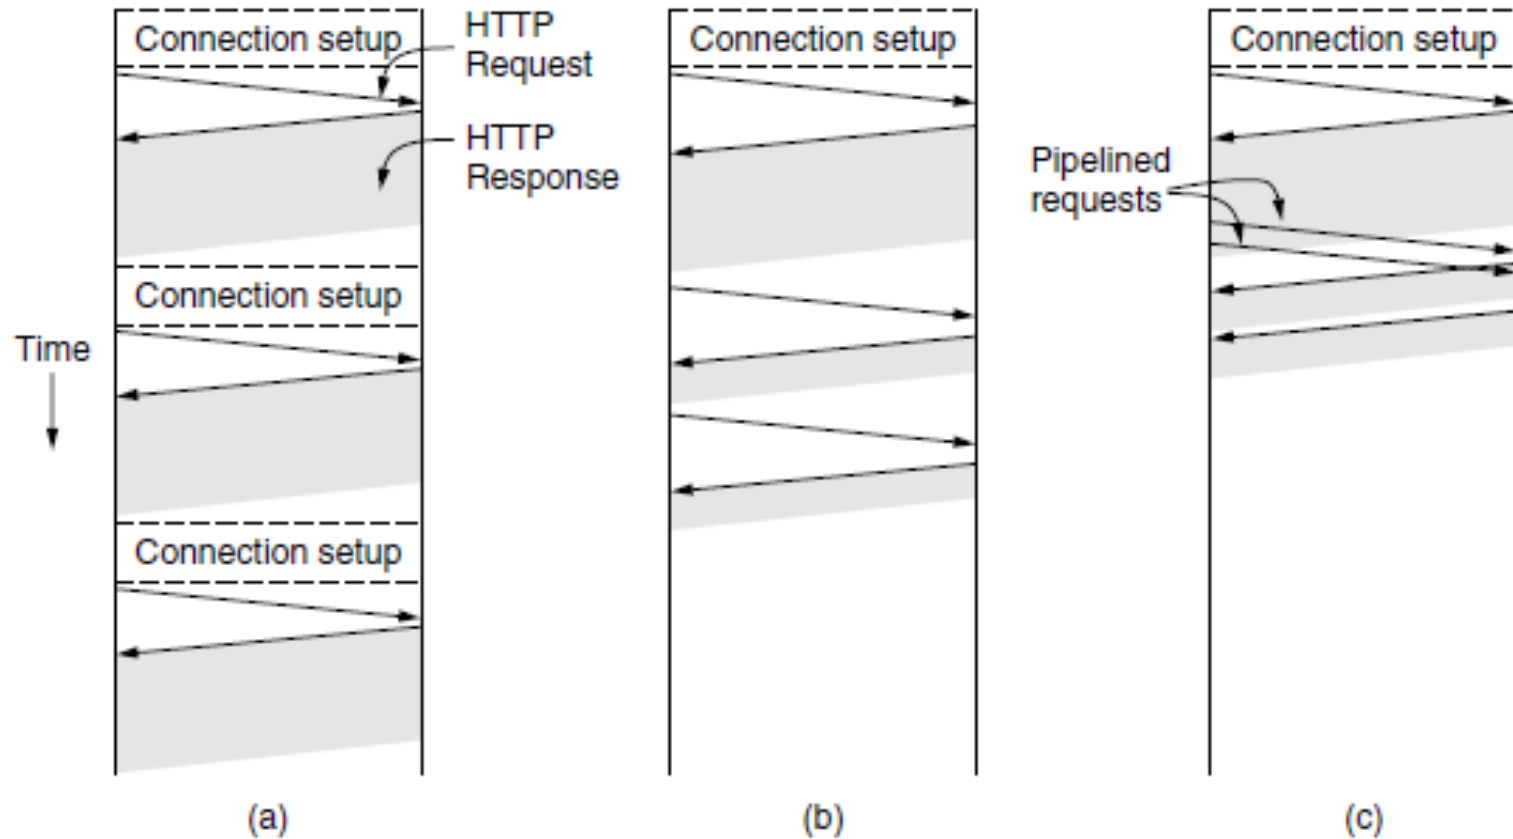 Connection setup
HTTP
Request
HTTP
Response
Connection setup
Time
Connection setup
(a)
Connection setup
(b)
Connection setup
Pipelined
requests
(c)